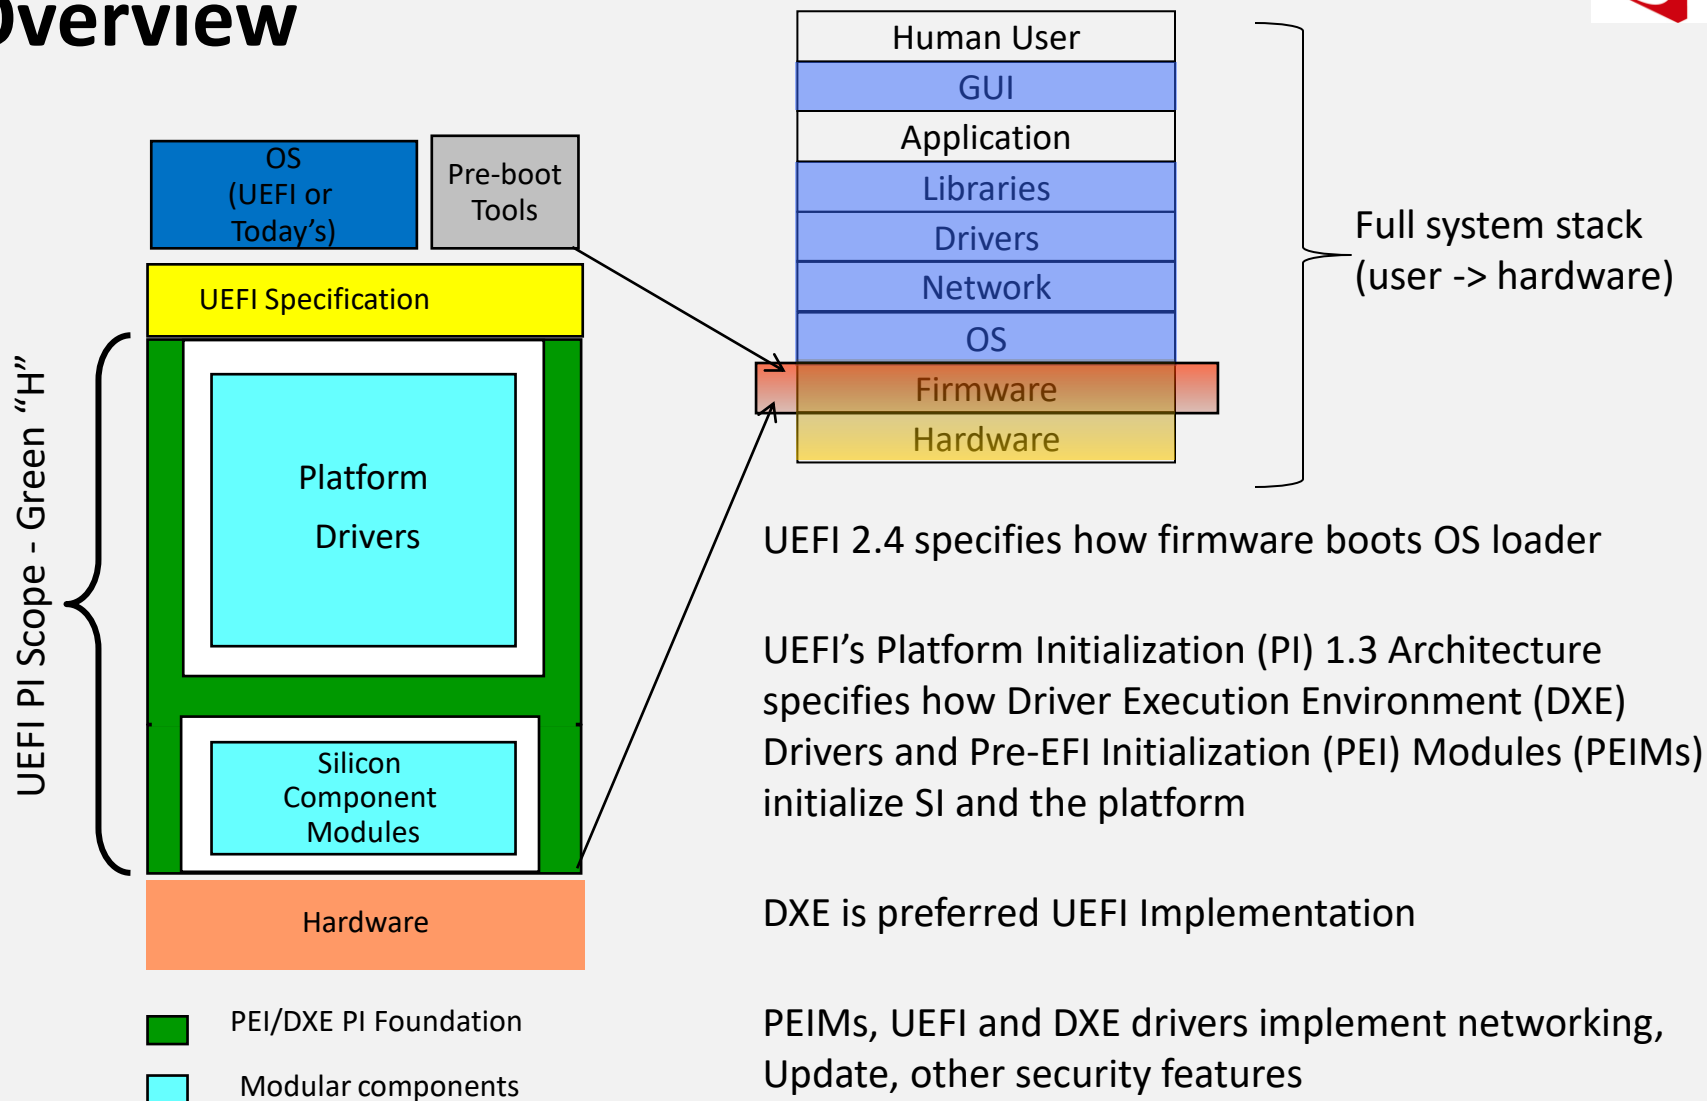 Overview
OS
(UEFI or
Today's)
Pre-boot
Tools
UEFI Specification
UEFI PI Scope - Green “H”
Platform
Drivers
Silicon
Component
Modules
Hardware
PEI/DXE PI Foundation
Modular components
Human User
GUI
Application
Libraries
Drivers
Network
OS
Firmware
Hardware
Full system stack
(user -> hardware)
UEFI 2.4 specifies how firmware boots OS loader
UEFI’s Platform Initialization (PI) 1.3 Architecture
specifies how Driver Execution Environment (DXE)
Drivers and Pre-EFI Initialization (PEI) Modules (PEIMs)
initialize SI and the platform
DXE is preferred UEFI Implementation
PEIMs, UEFI and DXE drivers implement networking,
Update, other security features